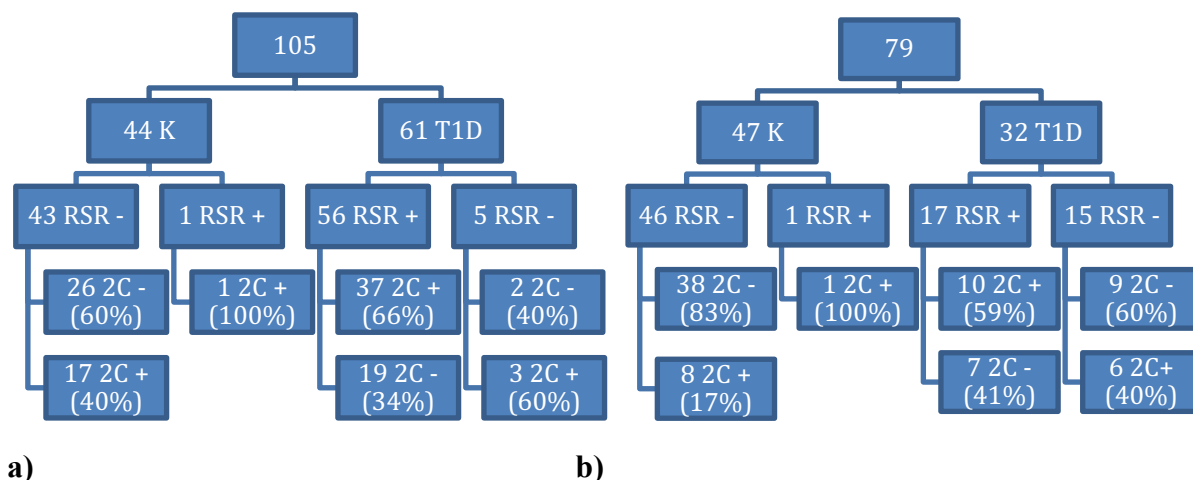 105
44 K
61 T1D
43 RSR -
1 RSR +
56 RSR +
5 RSR -
26 2C -
(60%)
1 2C +
(100%)
37 2C +
(66%)
2 2C -
(40%)
17 2C +
(40%)
19 2C -
(34%)
3 2C +
(60%)
a)
79
47 K
32 T1D
46 RSR -
1 RSR +
17 RSR +
15 RSR -
38 2C -
(83%)
1 2C +
(100%)
10 2C +
(59%)
9 2C -
(60%)
8 2C +
(17%)
7 2C -
(41%)
6 2C+
(40%)
b)